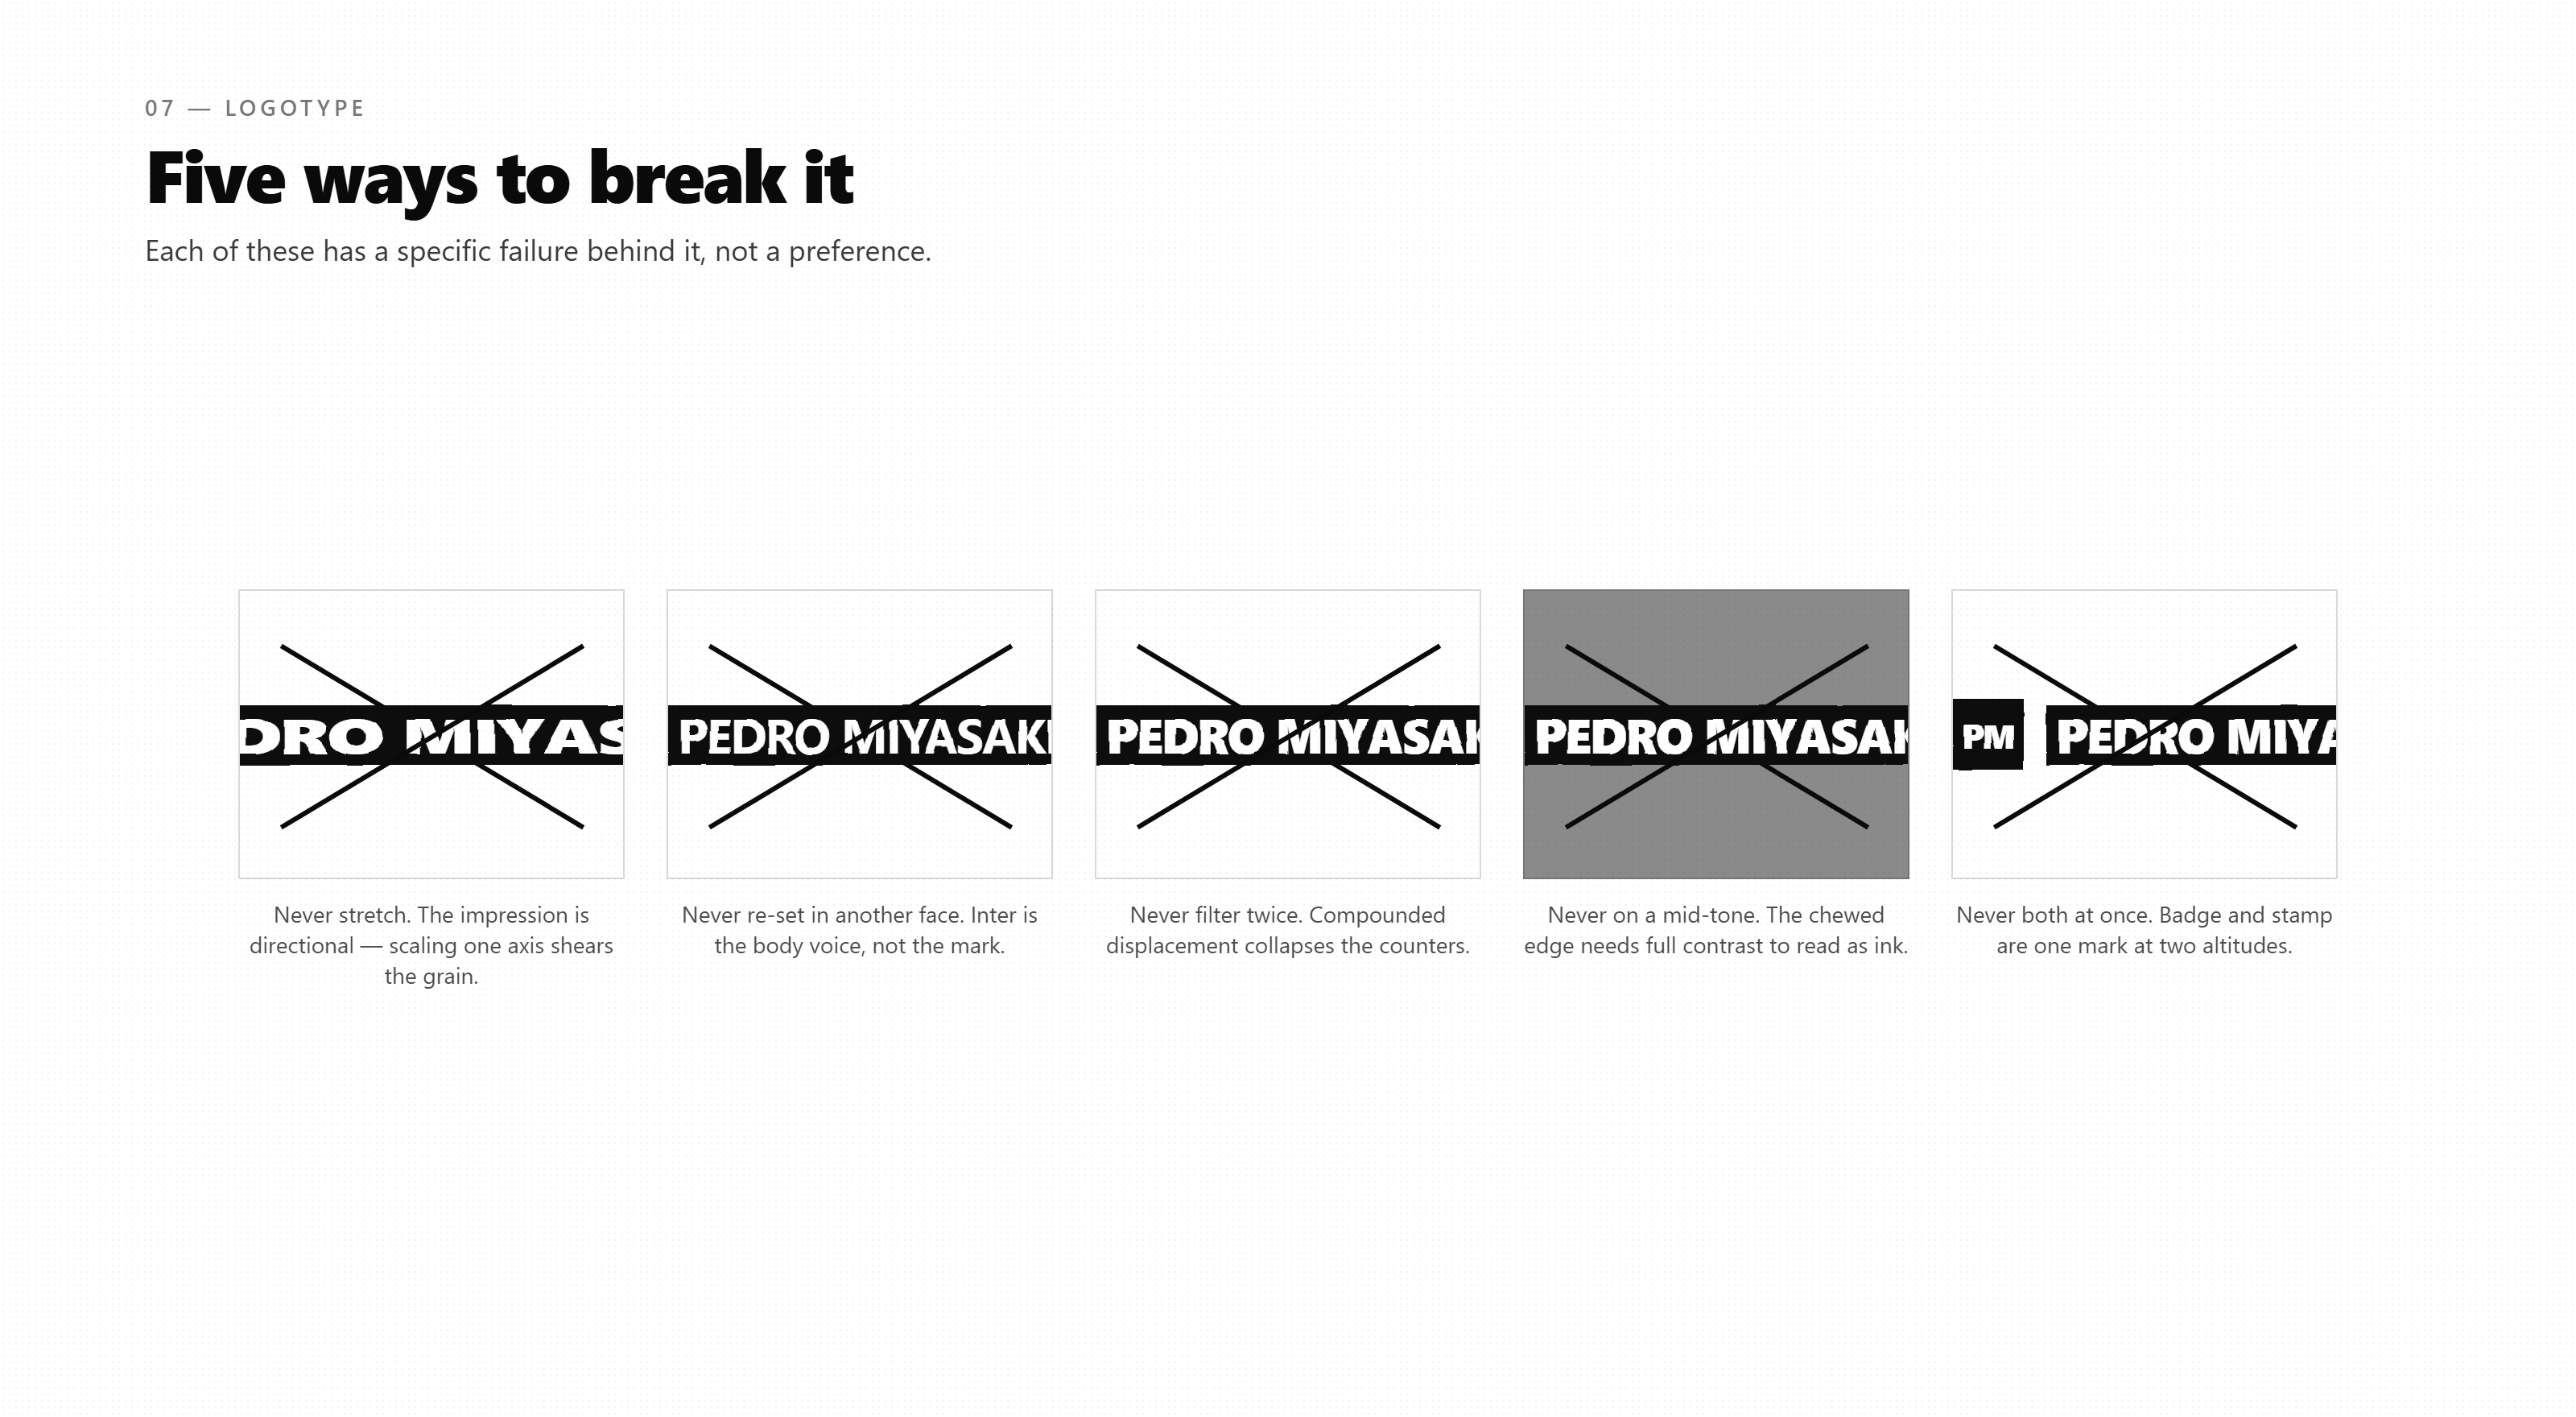 07 — LOGOTYPE
Five ways to break it
Each of these has a specific failure behind it, not a preference.
DRO MIYAS
PEDRO MIYASAKI
PEDRO MIYASAK
PEDRO MIYASAK
PM
PEDRO MIYA
Never stretch. The impression is
directional — scaling one axis shears
the grain.
Never re-set in another face. Inter is
the body voice, not the mark.
Never filter twice. Compounded
displacement collapses the counters.
Never on a mid-tone. The chewed
edge needs full contrast to read as ink.
Never both at once. Badge and stamp
are one mark at two altitudes.